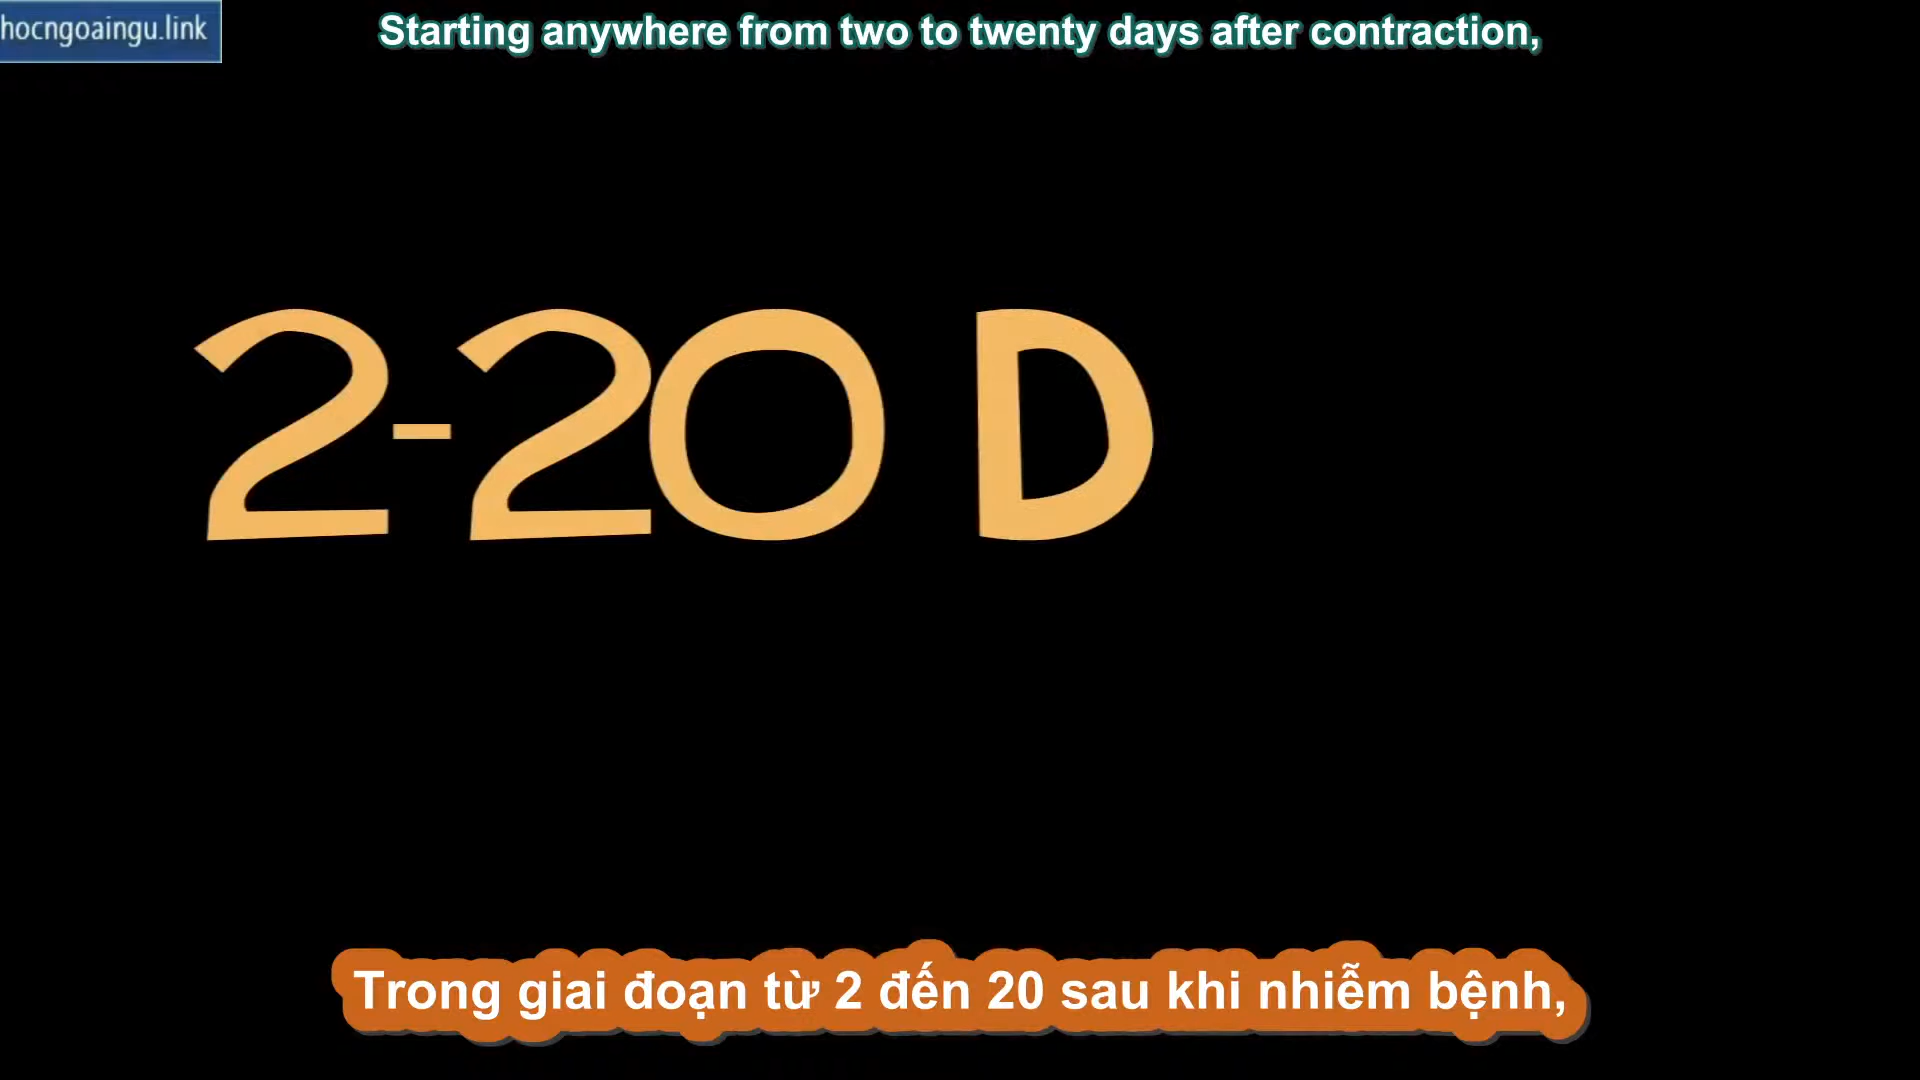 hocngoaingu.link
Starting anywhere from two to twenty days after contraction,
2-20 D
Trong giai đoạn từ 2 đến 20 sau khi nhiễm bệnh,